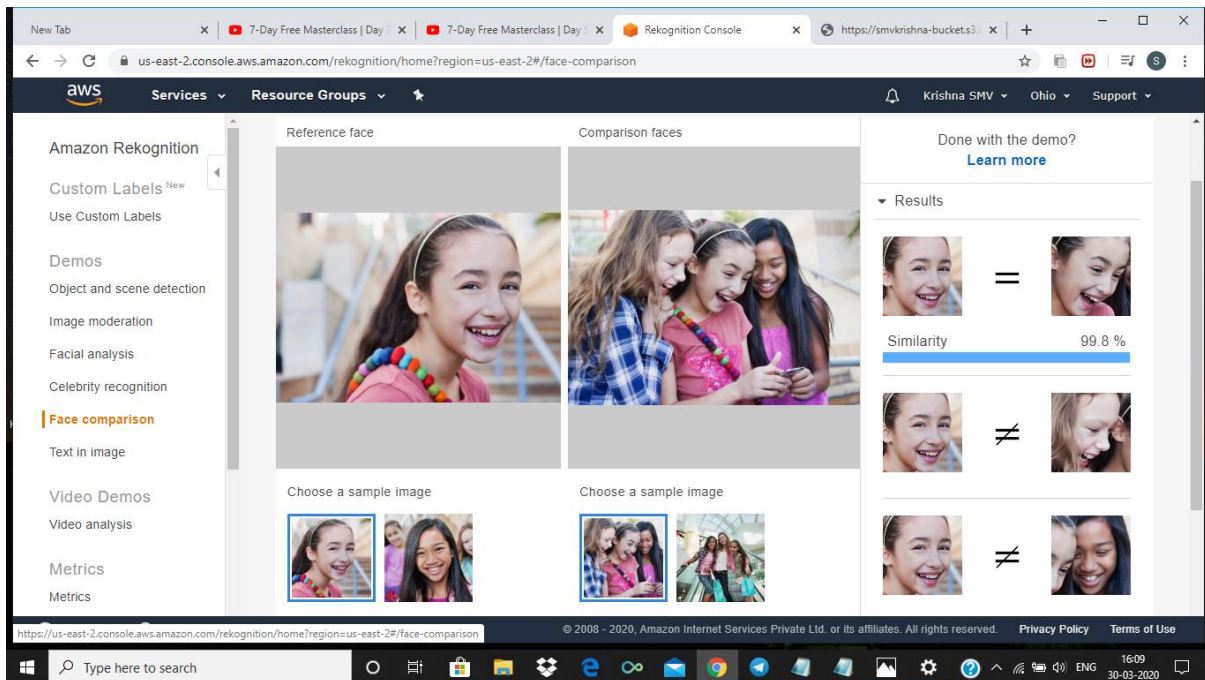 New Tab
7-Day Free Masterclass | Day 7
7-Day Free Masterclass | Day 5
Rekognition Console
https://smvkrishna-bucket.s3.
us-east-2.console.aws.amazon.com/rekognition/home?region=us-east-2#/face-comparison
S
aws Services Resource Groups Krishna SMV Ohio Support
Amazon Rekognition
Custom Labels New
Use Custom Labels
Demos
Object and scene detection
Image moderation
Facial analysis
Celebrity recognition
Face comparison
Text in image
Video Demos
Video analysis
Metrics
Metrics
Reference face
Comparison faces
Choose a sample image
Choose a sample image
Done with the demo?
Learn more
Results
=
Similarity 99.8 %
≠
≠
https://us-east-2.console.aws.amazon.com/rekognition/home?region=us-east-2#/face-comparison
© 2008 - 2020, Amazon Internet Services Private Ltd. or its affiliates. All rights reserved. Privacy Policy Terms of Use
Type here to search
ENG
16:09
30-03-2020